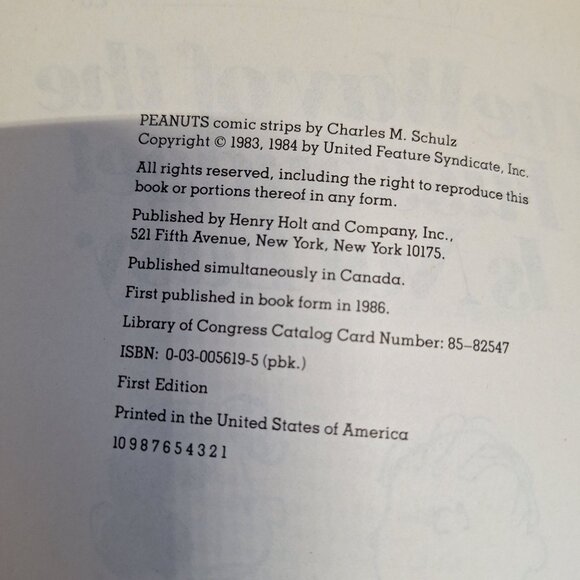 PEANUTS comic strips by Charles M. Schulz
Copyright © 1983, 1984 by United Feature Syndicate, Inc.
All rights reserved, including the right to reproduce this
book or portions thereof in any form.
Published by Henry Holt and Company, Inc.,
521 Fifth Avenue, New York, New York 10175.
Published simultaneously in Canada.
First published in book form in 1986.
Library of Congress Catalog Card Number: 85-82547
ISBN: 0-03-005619-5 (pbk.)
First Edition
Printed in the United States of America
10 9 8 7 6 5 4 3 2 1